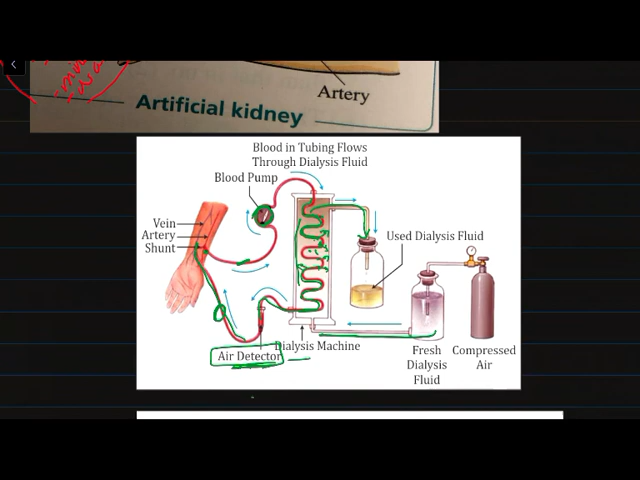 Artery
Artificial kidney
Blood in Tubing Flows
Through Dialysis Fluid
Blood Pump
Vein
Artery
Shunt
Used Dialysis Fluid
Air Detector
Dialysis Machine
Fresh
Dialysis
Fluid
Compressed
Air